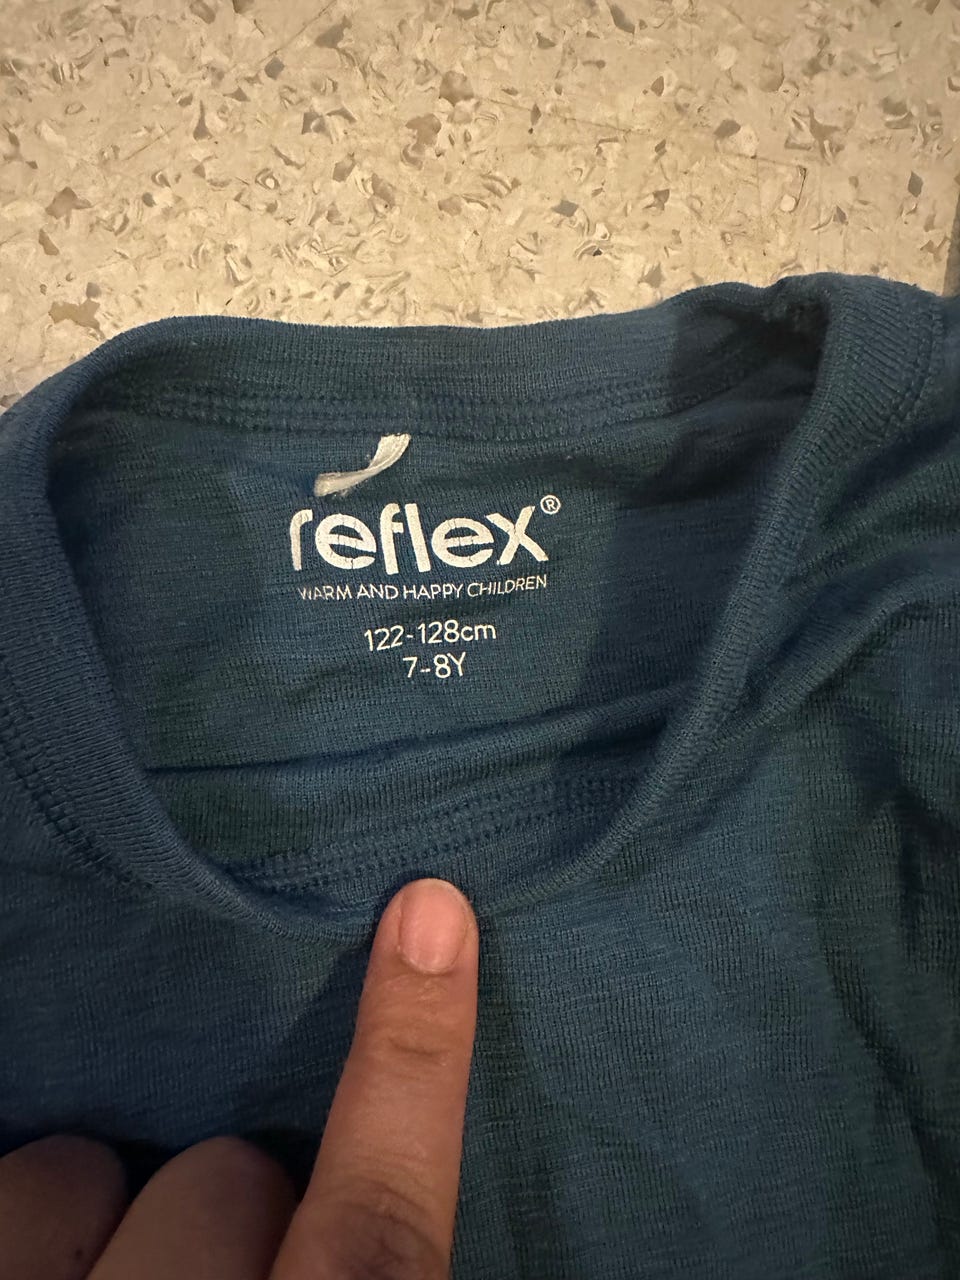 reflex®
WARM AND HAPPY CHILDREN
122-128cm
7-8Y